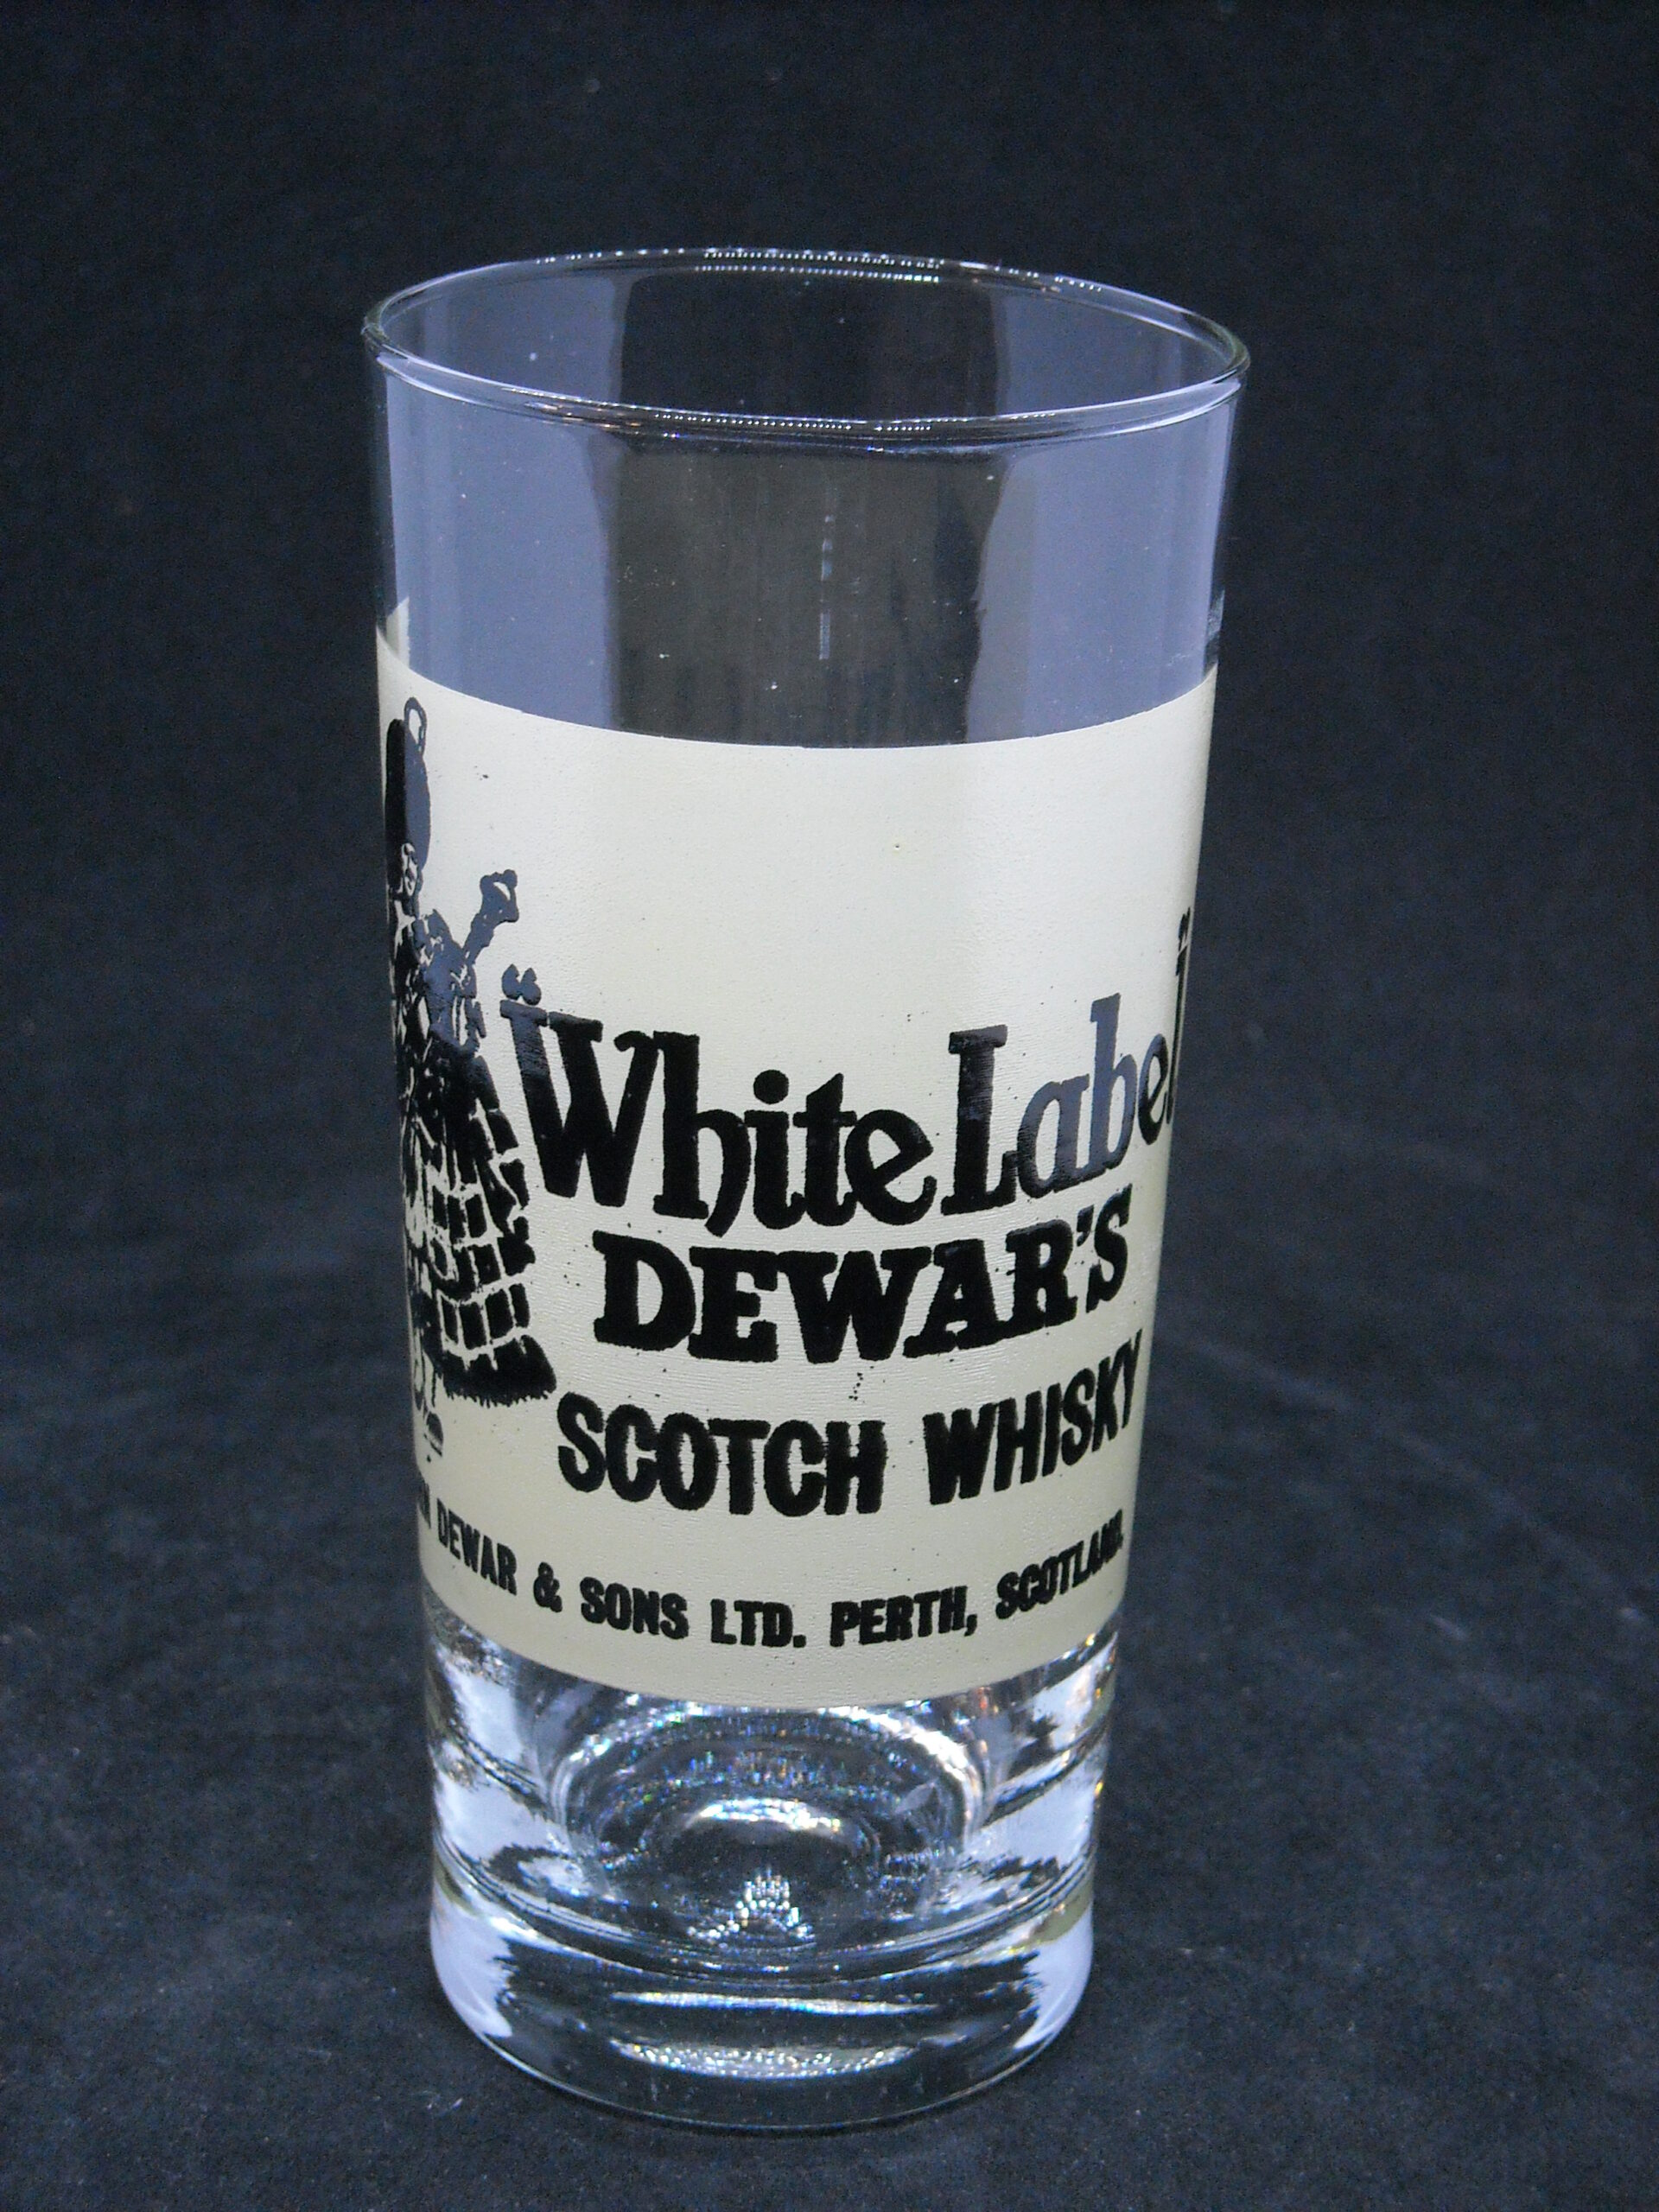 "White Label"
DEWAR'S
SCOTCH WHISKY
DEWAR & SONS LTD. PERTH, SCOTLAND.